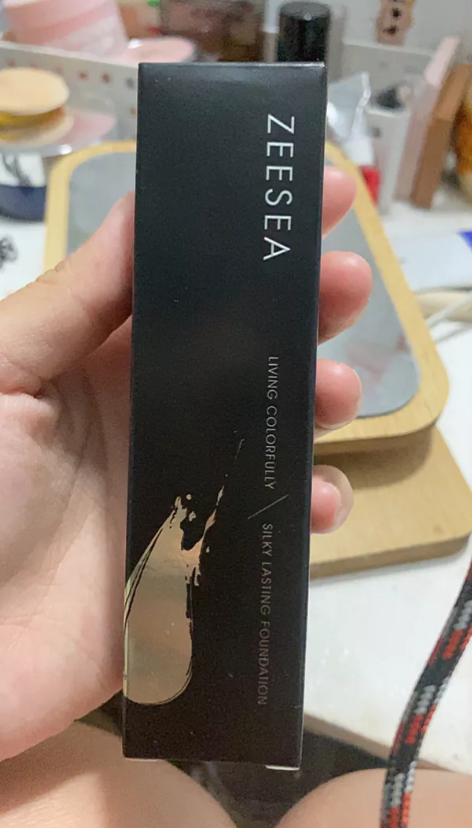 ZEESEA
LIVING COLORFULLY / SILKY LASTING FOUNDATION